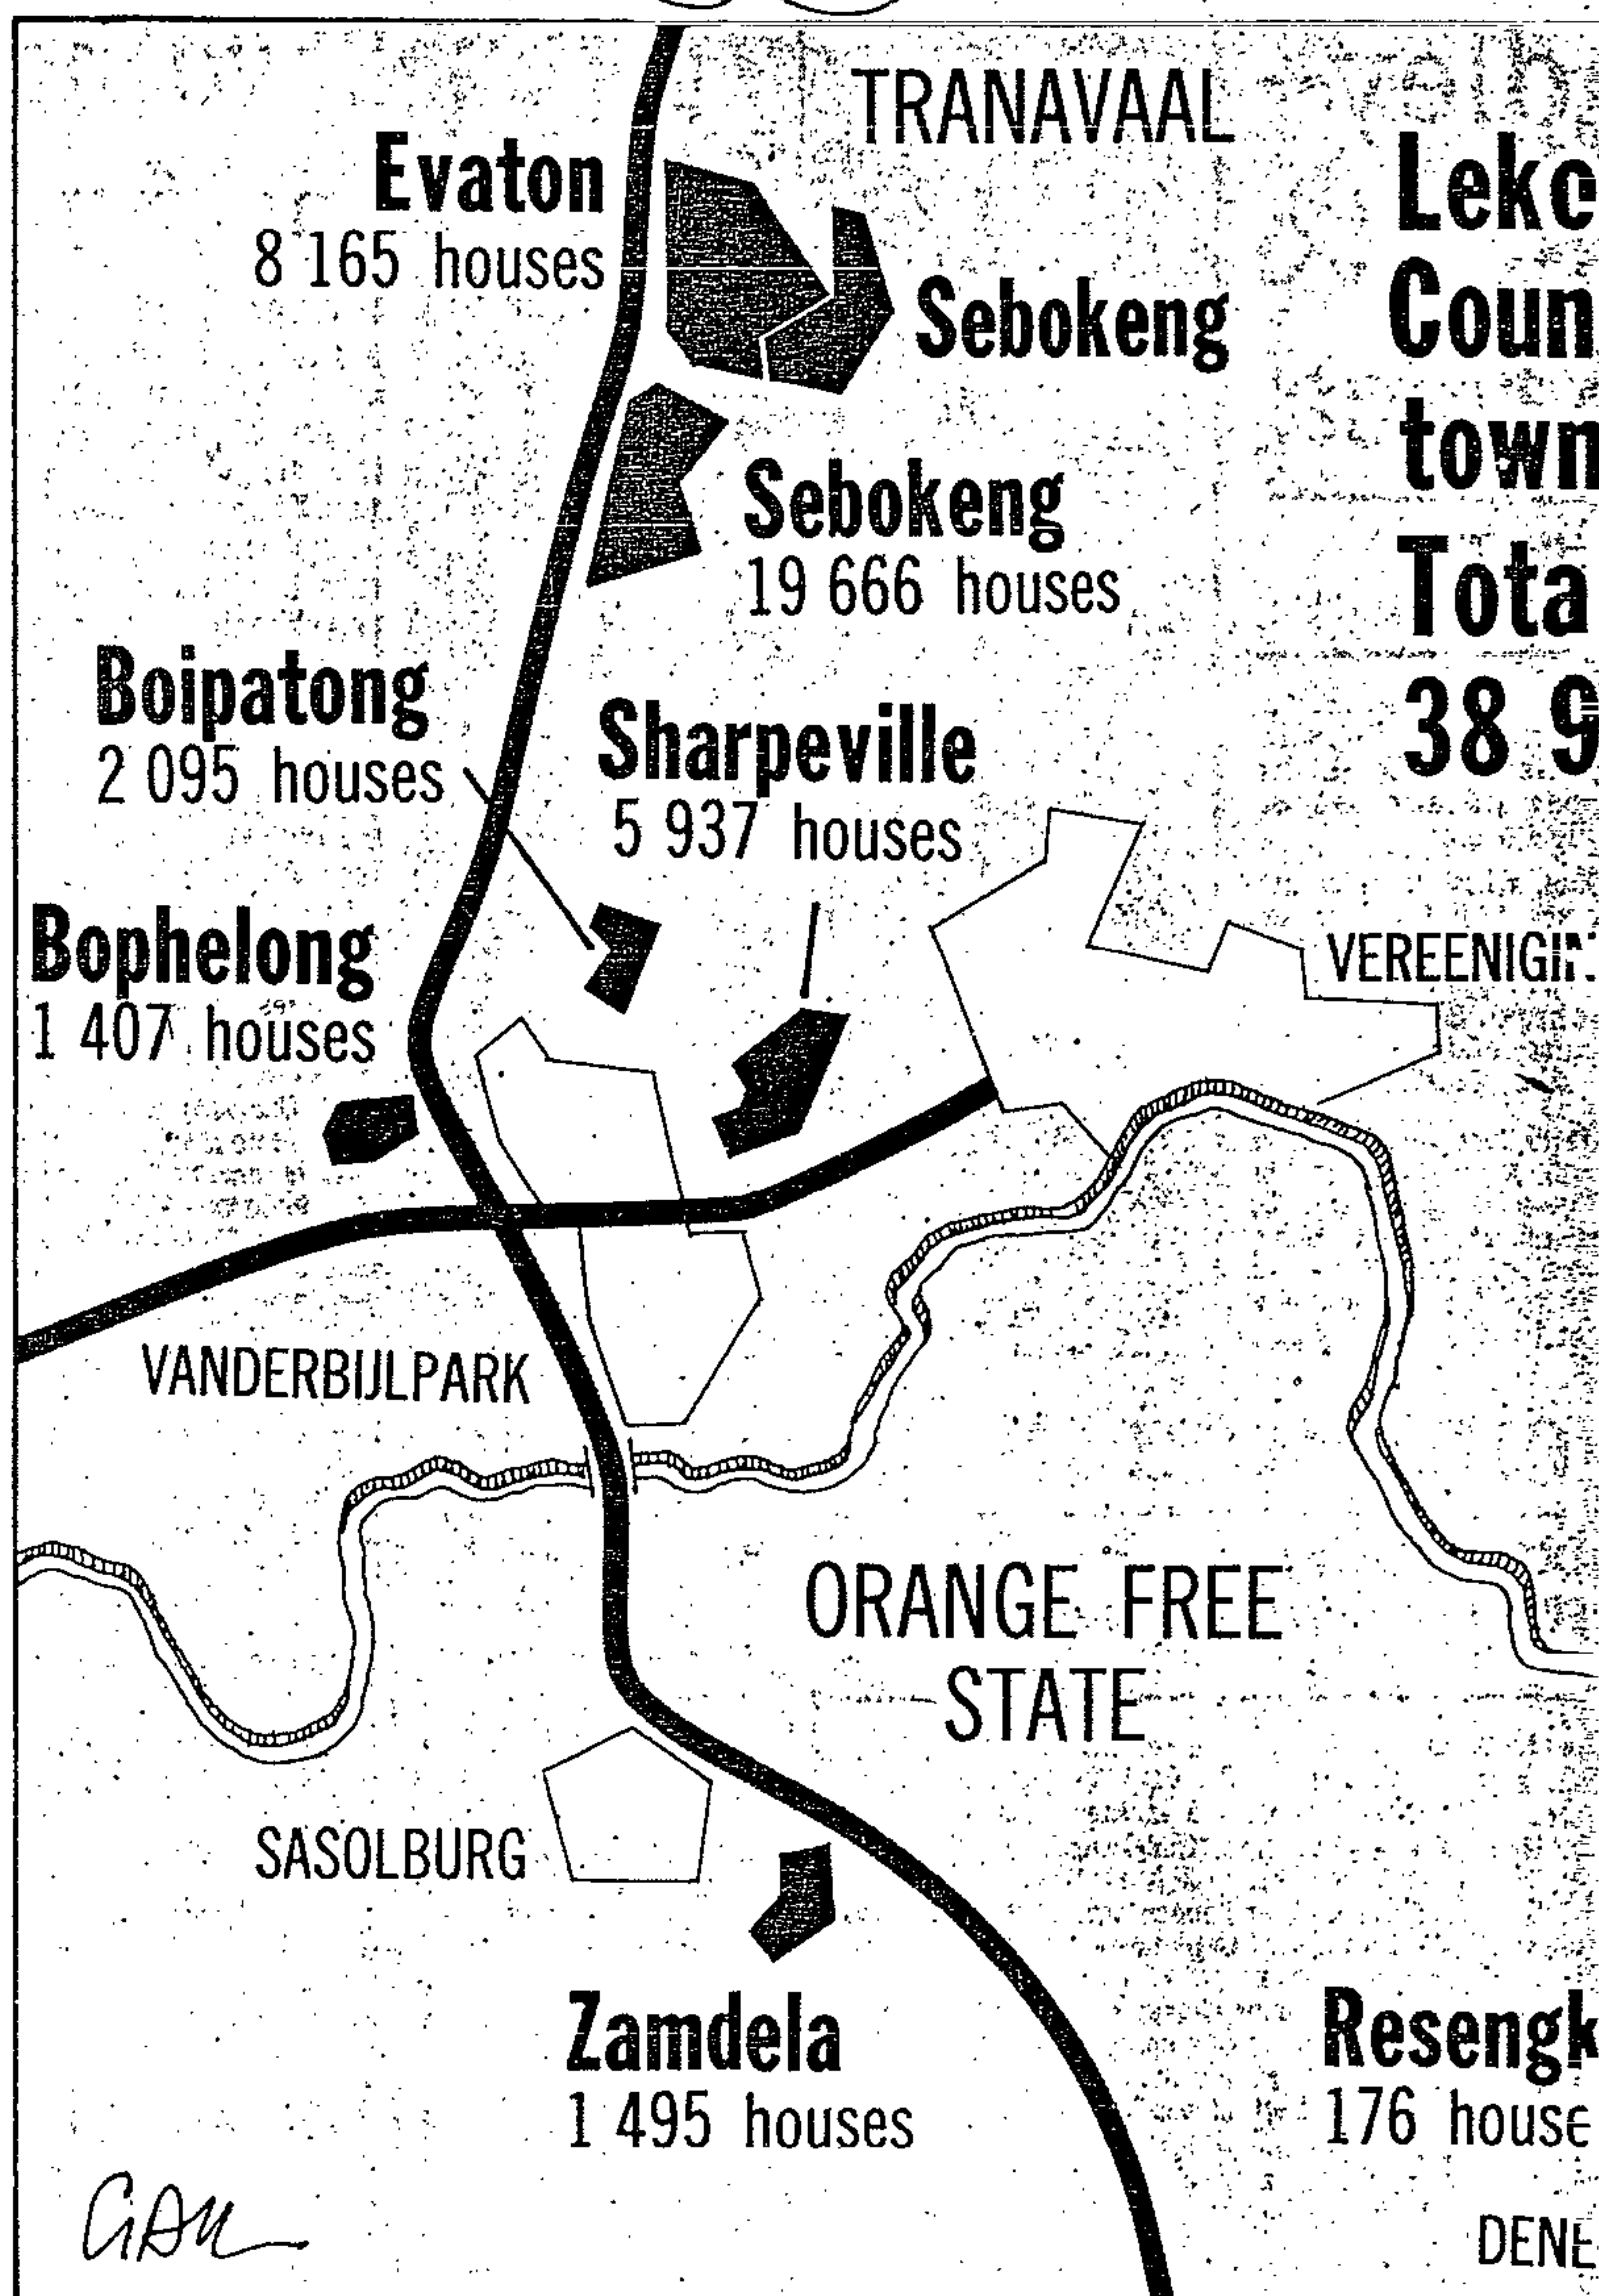 TRANAVAAL
Evaton
8 165 houses
Sebokeng
Sebokeng
19 666 houses
Lekc
Coun
town
Tota
38 9
Boipatong
2 095 houses
Sharpeville
5 937 houses
Bophelong
1 407 houses
VEREENIGIN
VANDERBIJLPARK
ORANGE FREE
STATE
SASOLBURG
Zamdela
1 495 houses
Resengk
176 house
DENE